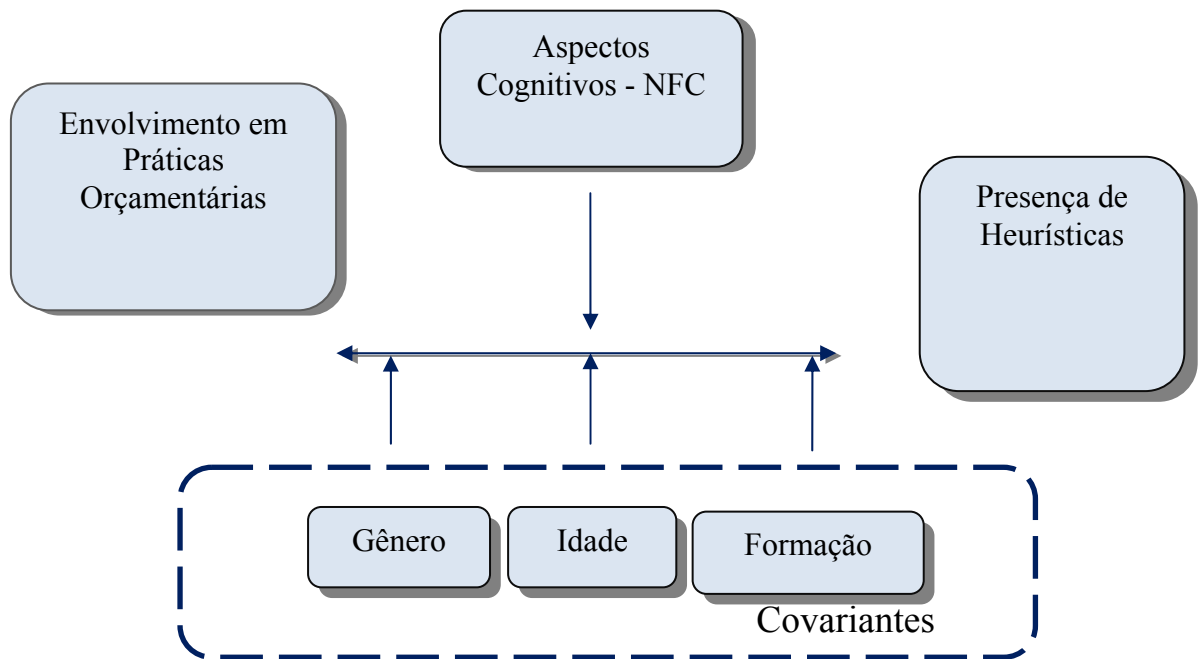 Aspectos
Cognitivos - NFC
Envolvimento em
Práticas
Orçamentárias
Presença de
Heurísticas
Gênero
Idade
Formação
Covariantes